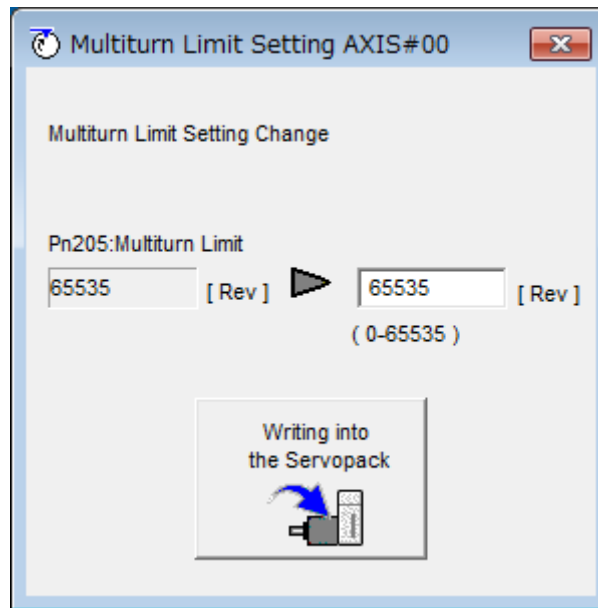 Multiturn Limit Setting AXIS#00
Multiturn Limit Setting Change
Pn205:Multiturn Limit
65535 [ Rev ] 65535 [ Rev ]
( 0-65535 )
Writing into
the Servopack